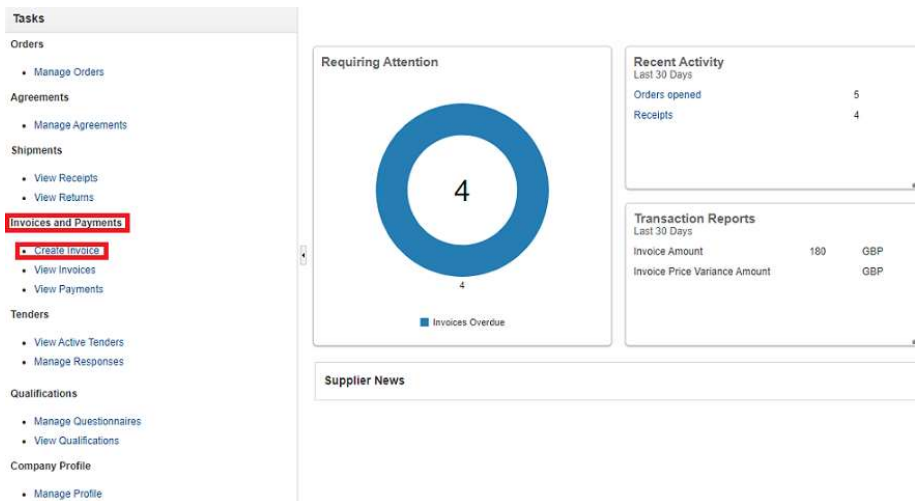 Tasks
Orders
Manage Orders
Agreements
Manage Agreements
Shipments
View Receipts
View Returns
Invoices and Payments
Create Invoice
View Invoices
View Payments
Tenders
View Active Tenders
Manage Responses
Qualifications
Manage Questionnaires
View Qualifications
Company Profile
Manage Profile
Requiring Attention
4
4
Invoices Overdue
Recent Activity
Last 30 Days
Orders opened 5
Receipts 4
Transaction Reports
Last 30 Days
Invoice Amount 180 GBP
Invoice Price Variance Amount GBP
Supplier News